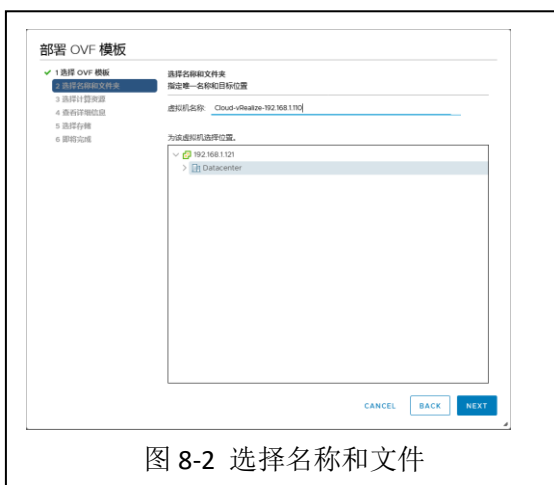 部署 OVF 模板
✓ 1 选择 OVF 模板
2 选择名称和文件夹
3 选择计算资源
4 查看详细信息
5 选择存储
6 即将完成
选择名称和文件夹
指定唯一名称和目标位置
虚拟机名称: Cloud-vRealize-192.168.1.110
为该虚拟机选择位置。
192.168.1.121
Datacenter
CANCEL BACK NEXT
图 8-2 选择名称和文件